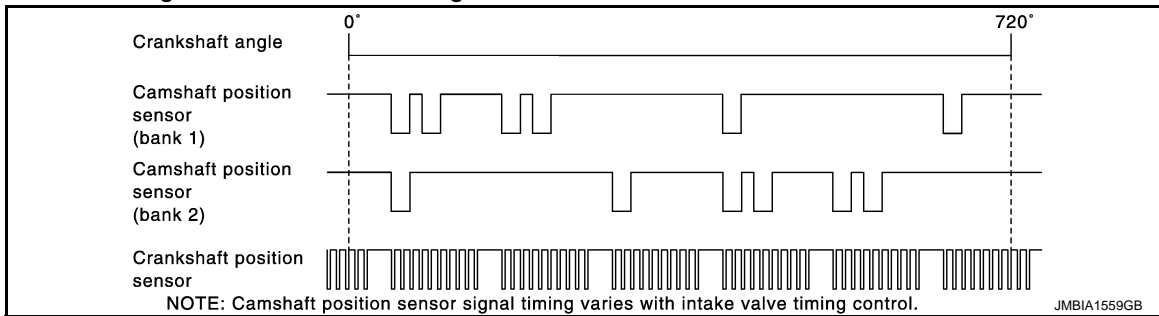 0˚ 720˚
Crankshaft angle
Camshaft position
sensor
(bank 1)
Camshaft position
sensor
(bank 2)
Crankshaft position
sensor
NOTE: Camshaft position sensor signal timing varies with intake valve timing control.
JMBIA1559GB